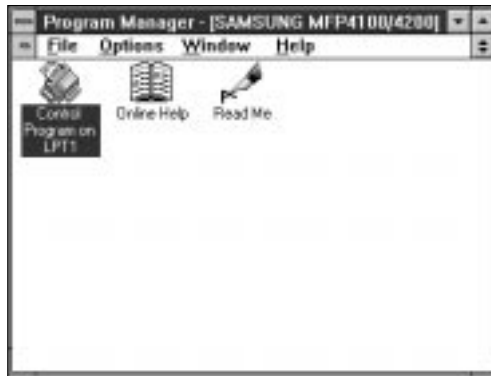 Program Manager - [SAMSUNG MFP4100/4200]
File Options Window Help
Control Program on LPT1
Online Help
Read Me